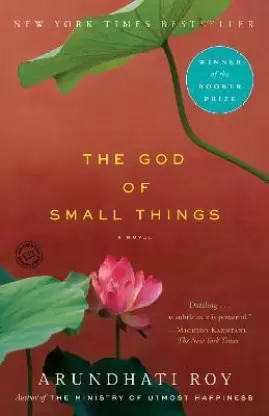 NEW YORK TIMES BESTSELLER
WINNER
of the
BOOKER
PRIZE
THE GOD
OF
SMALL THINGS
A NOVEL
"Dazzling . . .
as subtle as it is powerful."
—MICHIKO KAKUTANI,
The New York Times
ARUNDHATI ROY
Author of THE MINISTRY OF UTMOST HAPPINESS